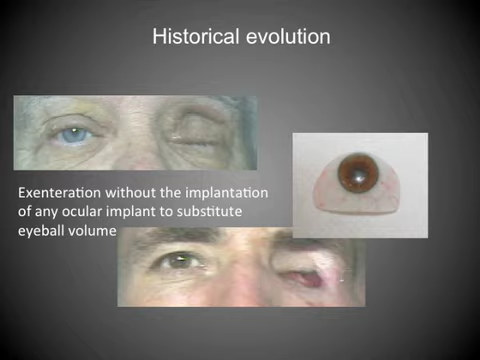 Historical evolution
Exenteration without the implantation
of any ocular implant to substitute
eyeball volume